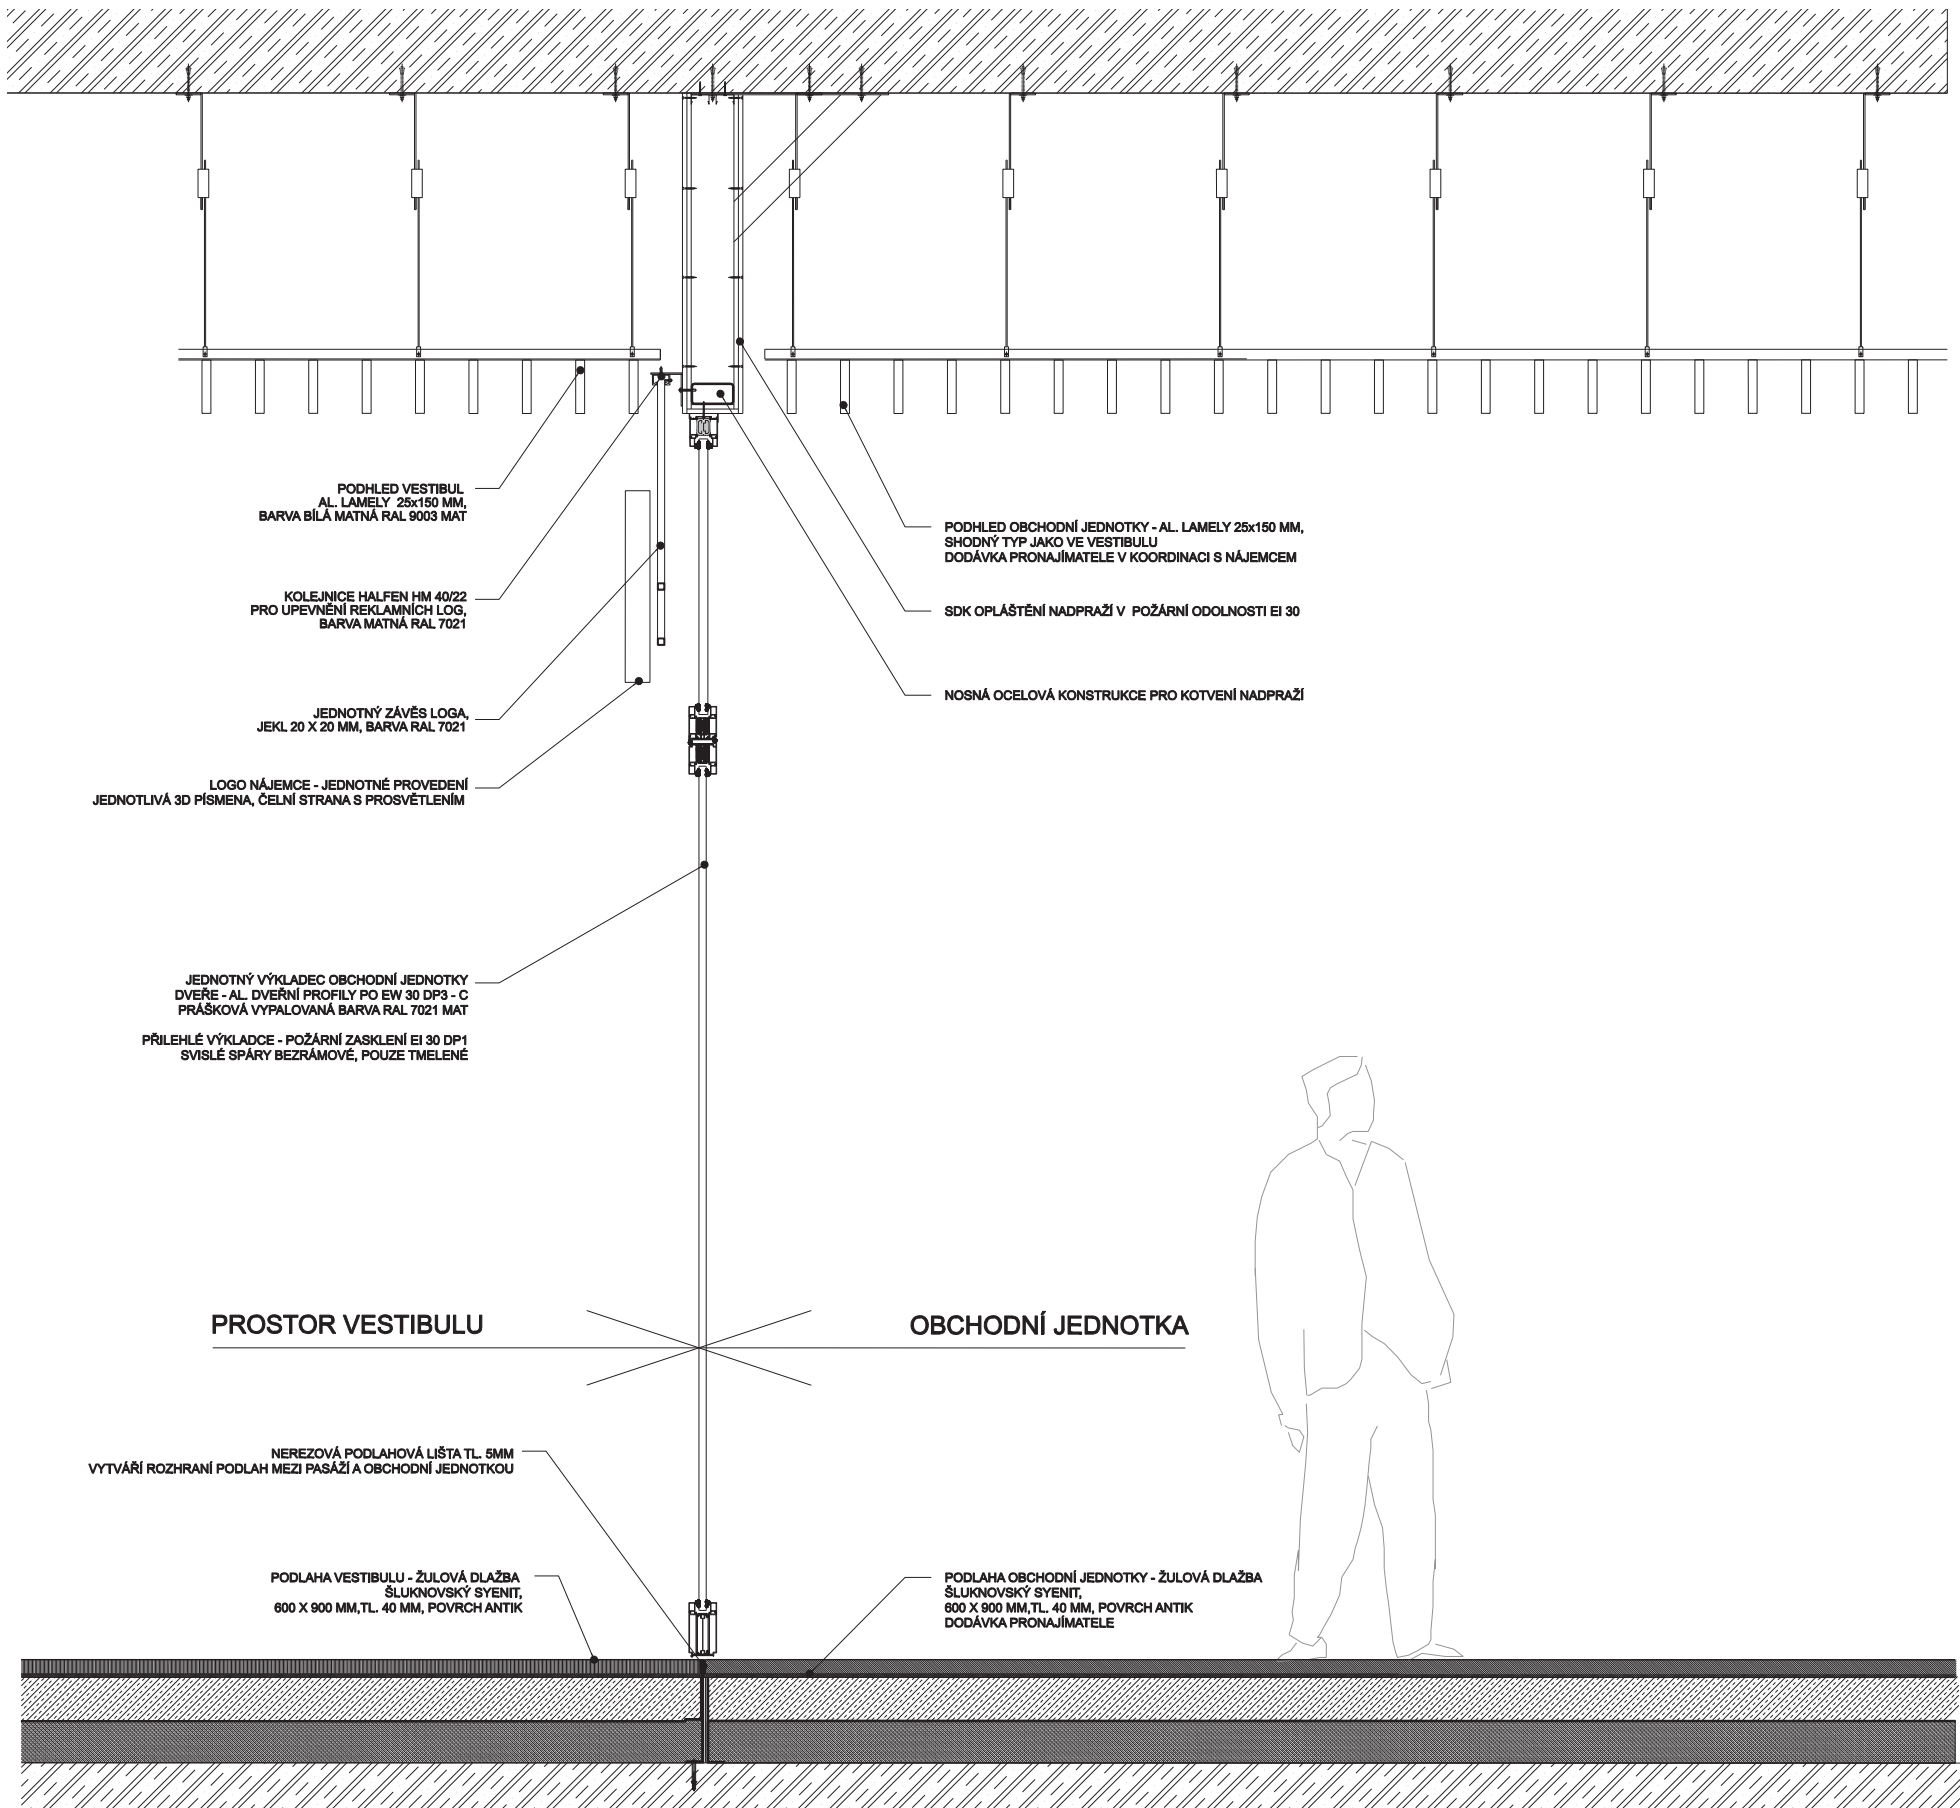 PODHLED VESTIBUL
AL. LAMELY 25x150 MM,
BARVA BÍLÁ MATNÁ RAL 9003 MAT
KOLEJNICE HALFEN HM 40/22
PRO UPEVNĚNÍ REKLAMNÍCH LOG,
BARVA MATNÁ RAL 7021
JEDNOTNÝ ZÁVĚS LOGA,
JEKL 20 X 20 MM, BARVA RAL 7021
LOGO NÁJEMCE - JEDNOTNÉ PROVEDENÍ
JEDNOTLIVÁ 3D PÍSMENA, ČELNÍ STRANA S PROSVĚTLENÍM
PODHLED OBCHODNÍ JEDNOTKY - AL. LAMELY 25x150 MM,
SHODNÝ TYP JAKO VE VESTIBULU
DODÁVKA PRONAJÍMATELE V KOORDINACI S NÁJEMCEM
SDK OPLÁŠTĚNÍ NADPRAŽÍ V POŽÁRNÍ ODOLNOSTI EI 30
NOSNÁ OCELOVÁ KONSTRUKCE PRO KOTVENÍ NADPRAŽÍ
JEDNOTNÝ VÝKLADEC OBCHODNÍ JEDNOTKY
DVEŘE - AL. DVEŘNÍ PROFILY PO EW 30 DP3 - C
PRÁŠKOVÁ VYPALOVANÁ BARVA RAL 7021 MAT
PŘILEHLÉ VÝKLADCE - POŽÁRNÍ ZASKLENÍ EI 30 DP1
SVISLÉ SPÁRY BEZRÁMOVÉ, POUZE TMELENÉ
PROSTOR VESTIBULU
OBCHODNÍ JEDNOTKA
NEREZOVÁ PODLAHOVÁ LIŠTA TL. 5MM
VYTVÁŘÍ ROZHRANÍ PODLAH MEZI PASÁŽÍ A OBCHODNÍ JEDNOTKOU
PODLAHA VESTIBULU - ŽULOVÁ DLAŽBA
ŠLUKNOVSKÝ SYENIT,
600 X 900 MM,TL. 40 MM, POVRCH ANTIK
PODLAHA OBCHODNÍ JEDNOTKY - ŽULOVÁ DLAŽBA
ŠLUKNOVSKÝ SYENIT,
600 X 900 MM,TL. 40 MM, POVRCH ANTIK
DODÁVKA PRONAJÍMATELE